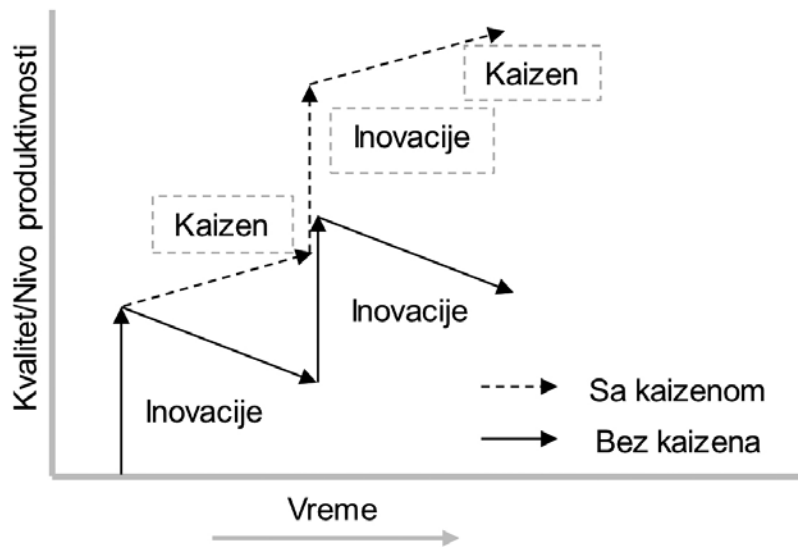 Kvalitet/Nivo produktivnosti
Kaizen
Inovacije
Kaizen
Inovacije
Inovacije
Sa kaizenom
Bez kaizena
Vreme